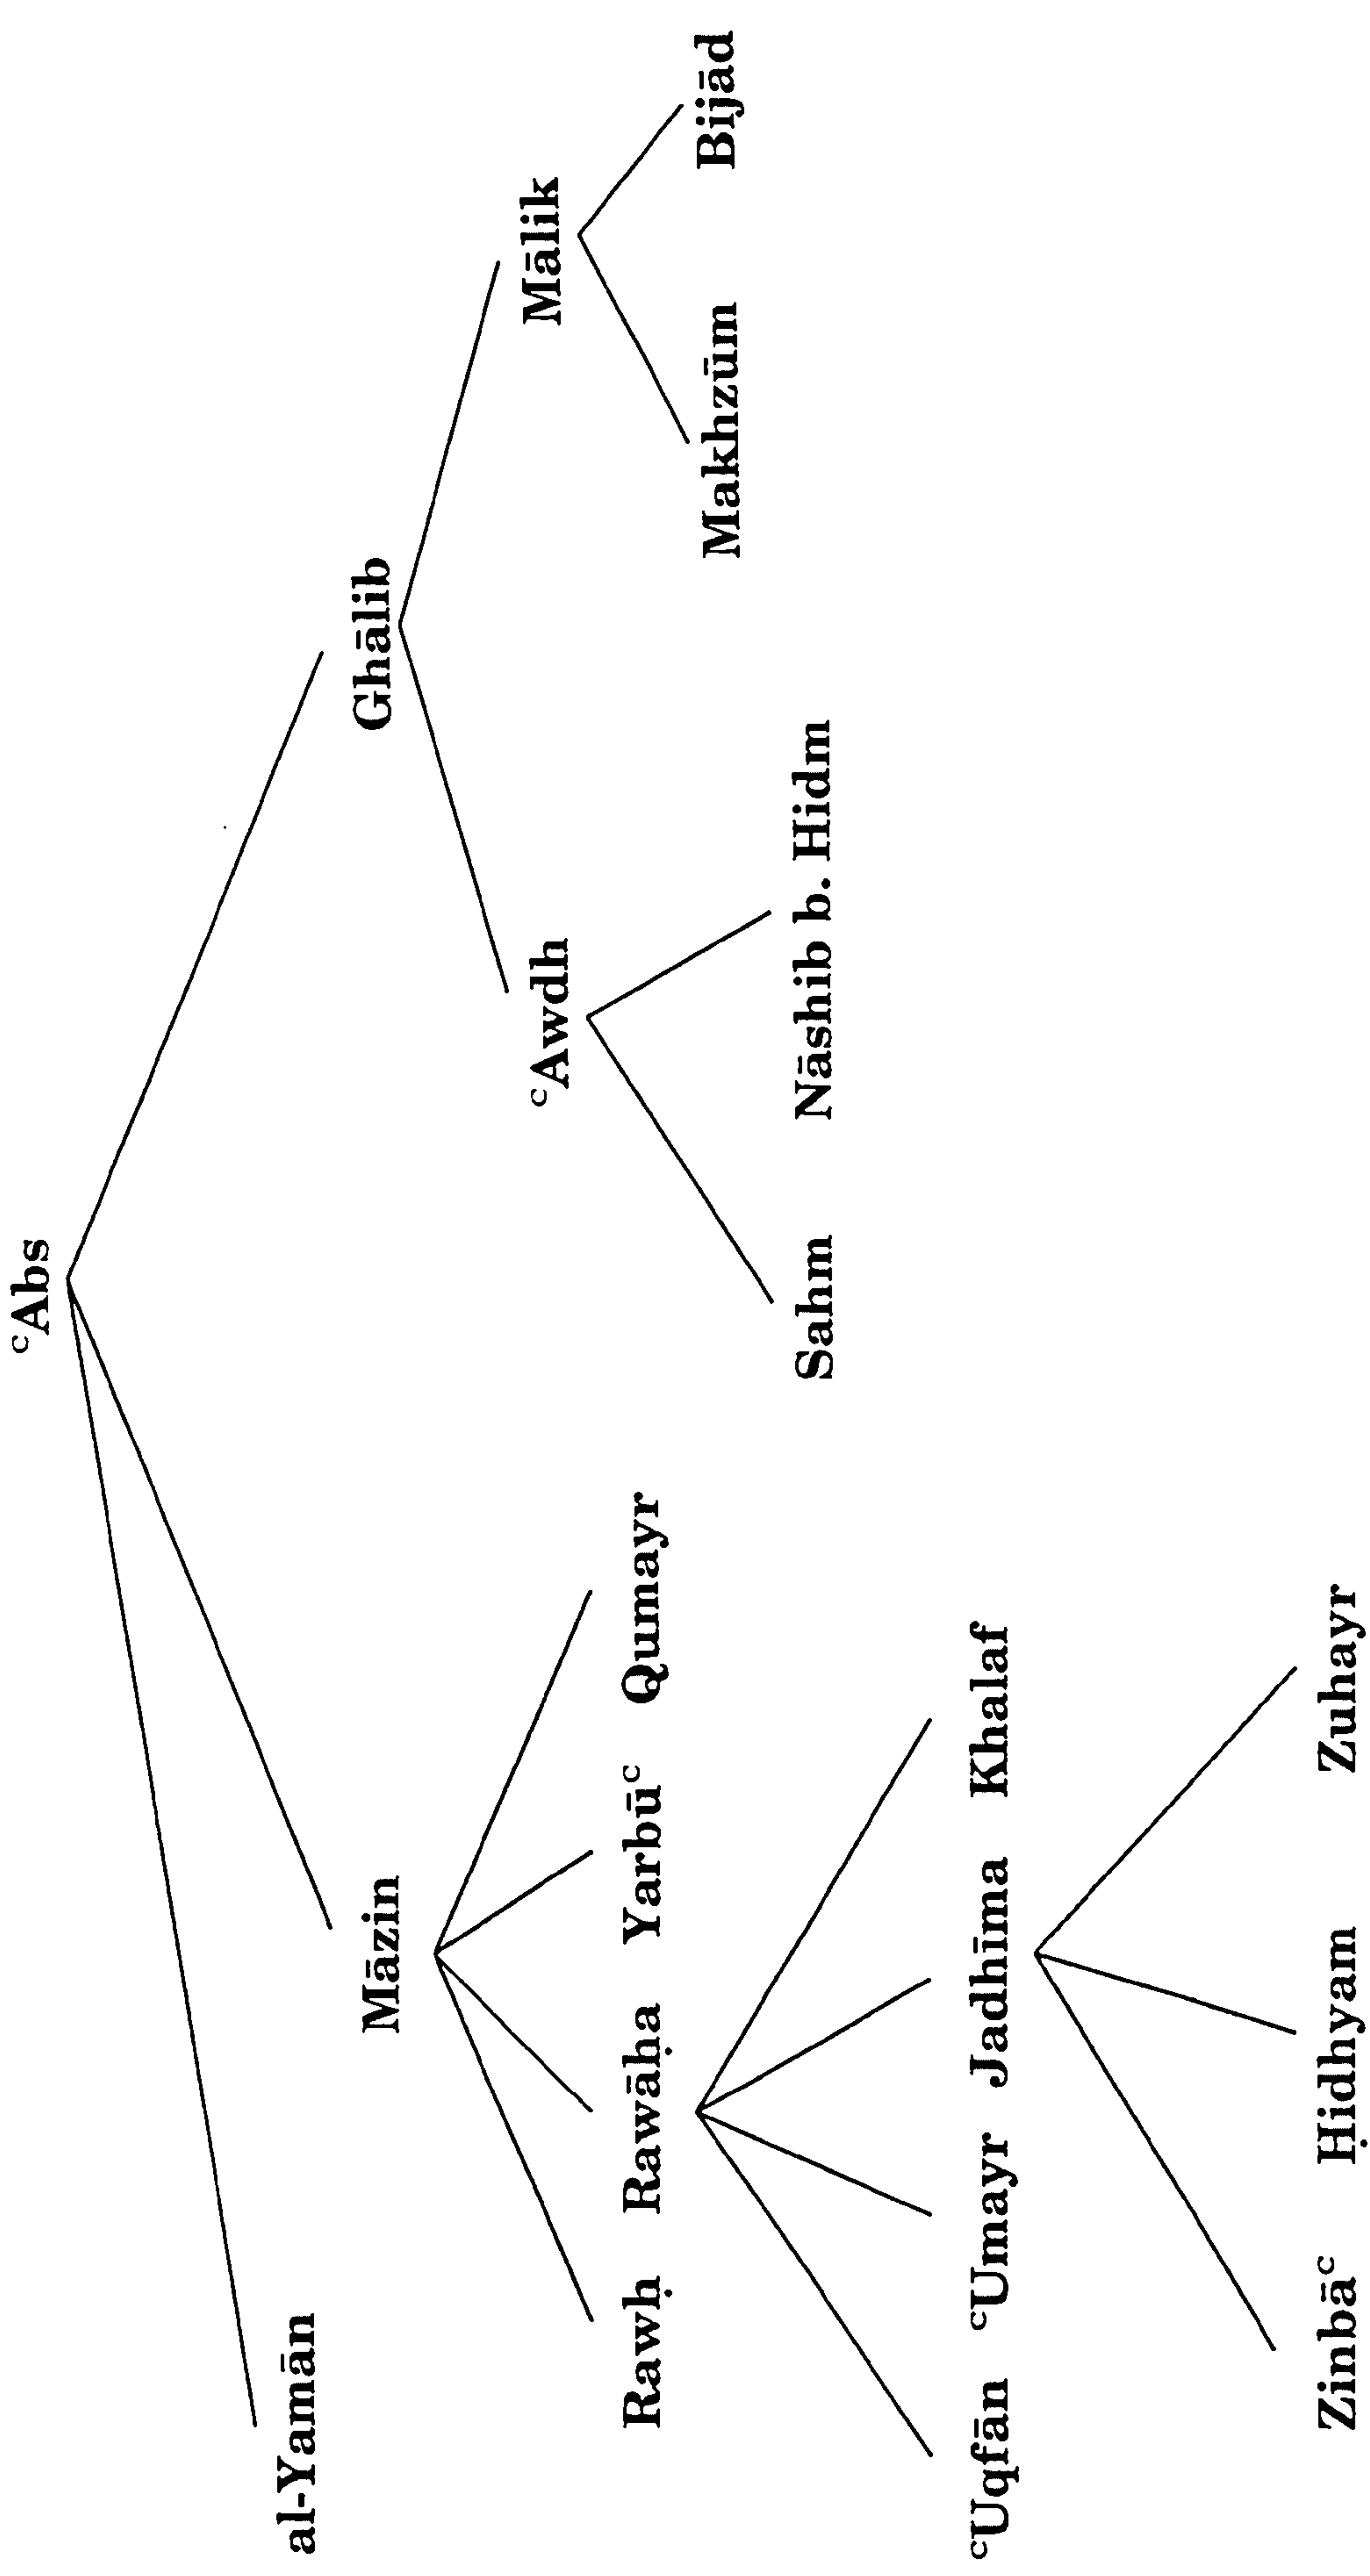 ᶜAbs
al-Yamān
Māzin
Ghālib
Rawḥ Rawāḥa Yarbūᶜ Qumayr
ᶜAwdh
Mālik
ᶜUqfān ᶜUmayr Jadhīma Khalaf
Sahm
Nāshib b. Hidm
Makhzūm
Bijād
Zinbāᶜ
Ḥidhyam
Zuhayr